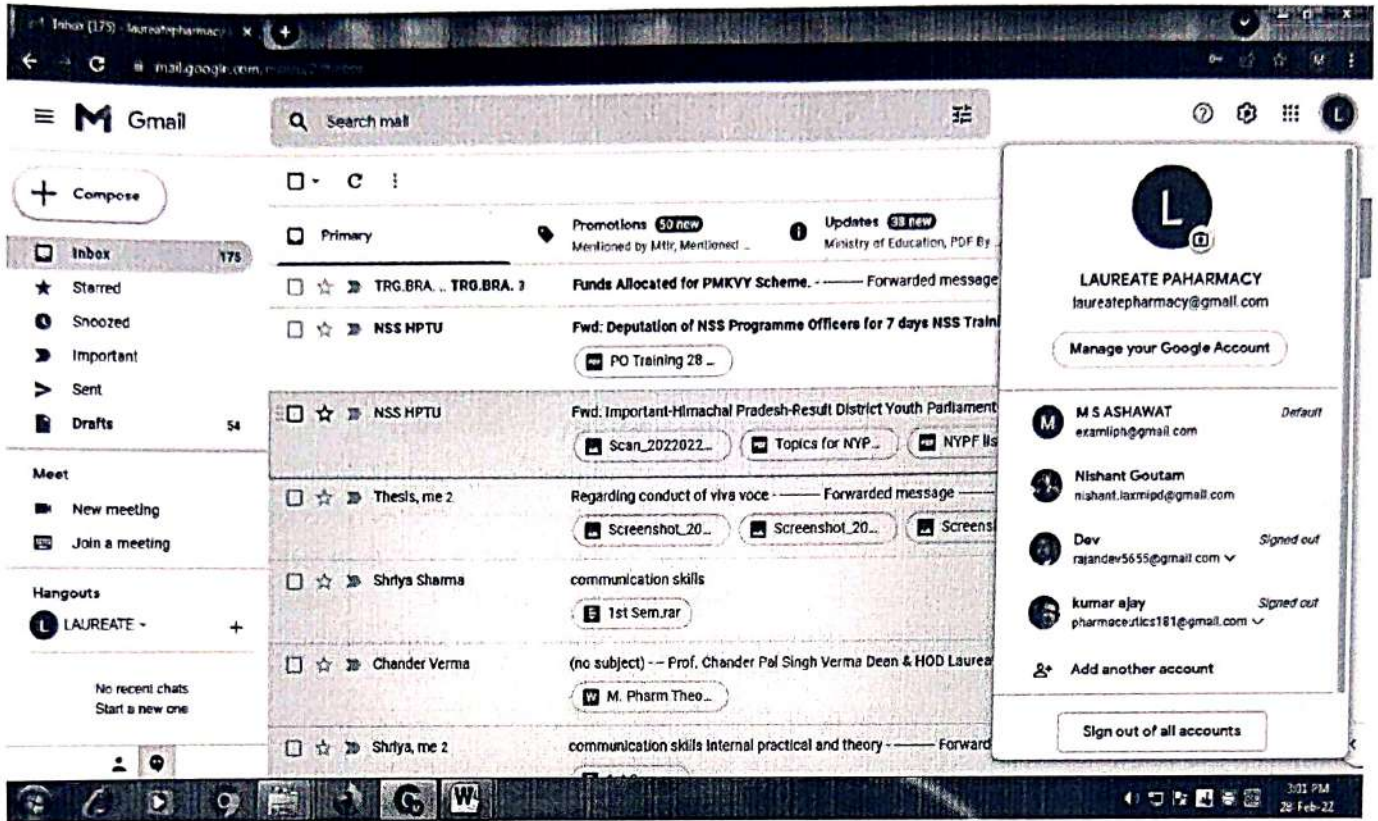 Inbox (175) - laureatepharmac
mail.google.com
Gmail
Search mail
L
Compose
Inbox 175
Starred
Snoozed
Important
Sent
Drafts 54
Meet
New meeting
Join a meeting
Hangouts
L LAUREATE
No recent chats
Start a new one
Primary
Promotions 50 new
Mentioned by Mtlr, Mentioned ...
Updates 38 new
Ministry of Education, PDF By ...
TRG.BRA. .. TRG.BRA. 3 Funds Allocated for PMKVY Scheme. - ------- Forwarded message
NSS HPTU Fwd: Deputation of NSS Programme Officers for 7 days NSS Traini
PO Training 28 ...
NSS HPTU Fwd: Important-Himachal Pradesh-Result District Youth Parliament
Scan_2022022... Topics for NYP... NYPF lis
Thesis, me 2 Regarding conduct of viva voce - ------- Forwarded message -------
Screenshot_20... Screenshot_20... Screensh
Shriya Sharma communication skills
1st Sem.rar
Chander Verma (no subject) - -- Prof. Chander Pal Singh Verma Dean & HOD Laurea
W M. Pharm Theo...
Shriya, me 2 communication skills internal practical and theory - ------- Forward
L
LAUREATE PAHARMACY
laureatepharmacy@gmail.com
Manage your Google Account
M M S ASHAWAT Default
examliph@gmail.com
Nishant Goutam
nishant.laxmipd@gmail.com
Dev Signed out
rajandev5655@gmail.com
kumar ajay Signed out
pharmaceutics181@gmail.com
Add another account
Sign out of all accounts
3:01 PM
28-Feb-22